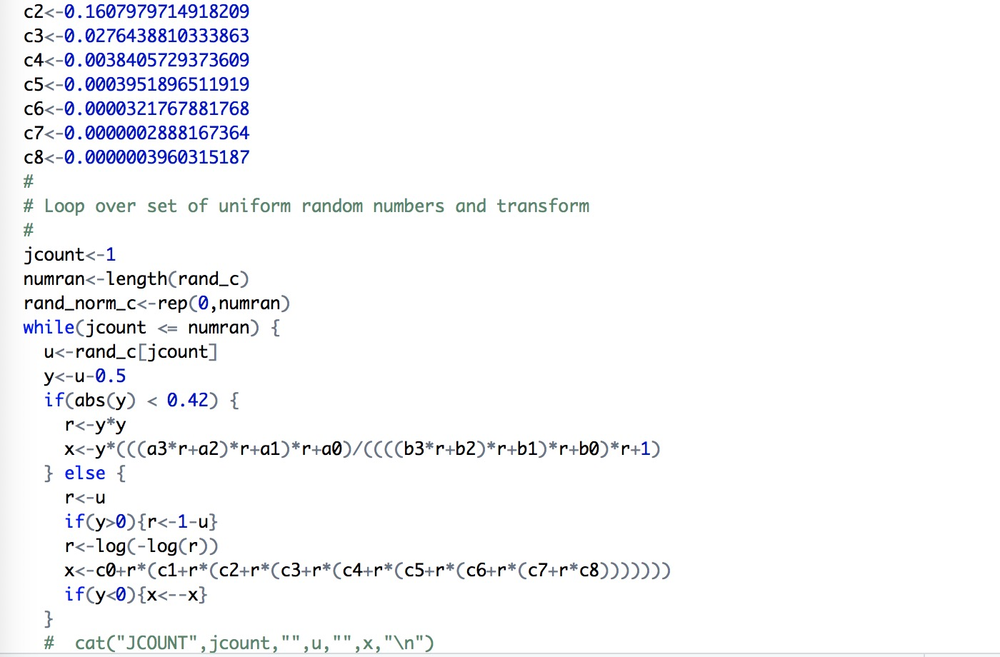 c2<-0.1607979714918209
c3<-0.0276438810333863
c4<-0.0038405729373609
c5<-0.0003951896511919
c6<-0.0000321767881768
c7<-0.0000002888167364
c8<-0.0000003960315187
#
# Loop over set of uniform random numbers and transform
#
jcount<-1
numran<-length(rand_c)
rand_norm_c<-rep(0,numran)
while(jcount <= numran) {
  u<-rand_c[jcount]
  y<-u-0.5
  if(abs(y) < 0.42) {
    r<-y*y
    x<-y*(((a3*r+a2)*r+a1)*r+a0)/((((b3*r+b2)*r+b1)*r+b0)*r+1)
  } else {
    r<-u
    if(y>0){r<-1-u}
    r<-log(-log(r))
    x<-c0+r*(c1+r*(c2+r*(c3+r*(c4+r*(c5+r*(c6+r*(c7+r*c8)))))))
    if(y<0){x<--x}
  }
  #  cat("JCOUNT",jcount,"",u,"",x,"\n")